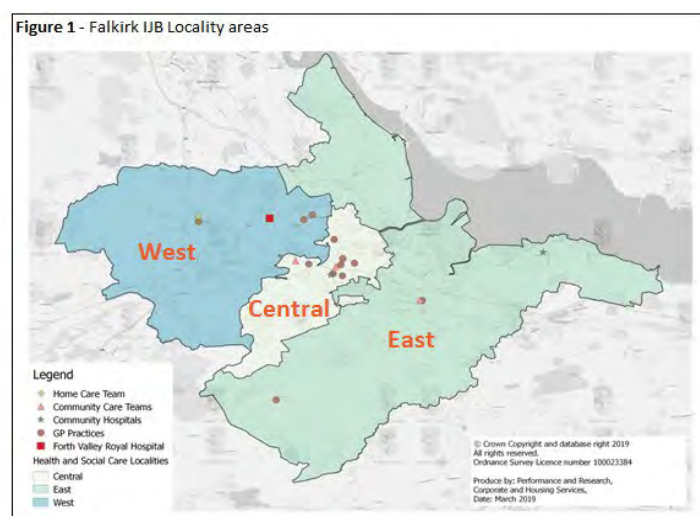 Figure 1 - Falkirk IJB Locality areas
West
Central
East
Legend
Home Care Team
Community Care Teams
Community Hospitals
GP Practices
Forth Valley Royal Hospital
Health and Social Care Localities
Central
East
West
© Crown Copyright and database right 2019
All rights reserved.
Ordnance Survey Licence number 100023384
Produce by: Performance and Research,
Corporate and Housing Services,
Date: March 2019